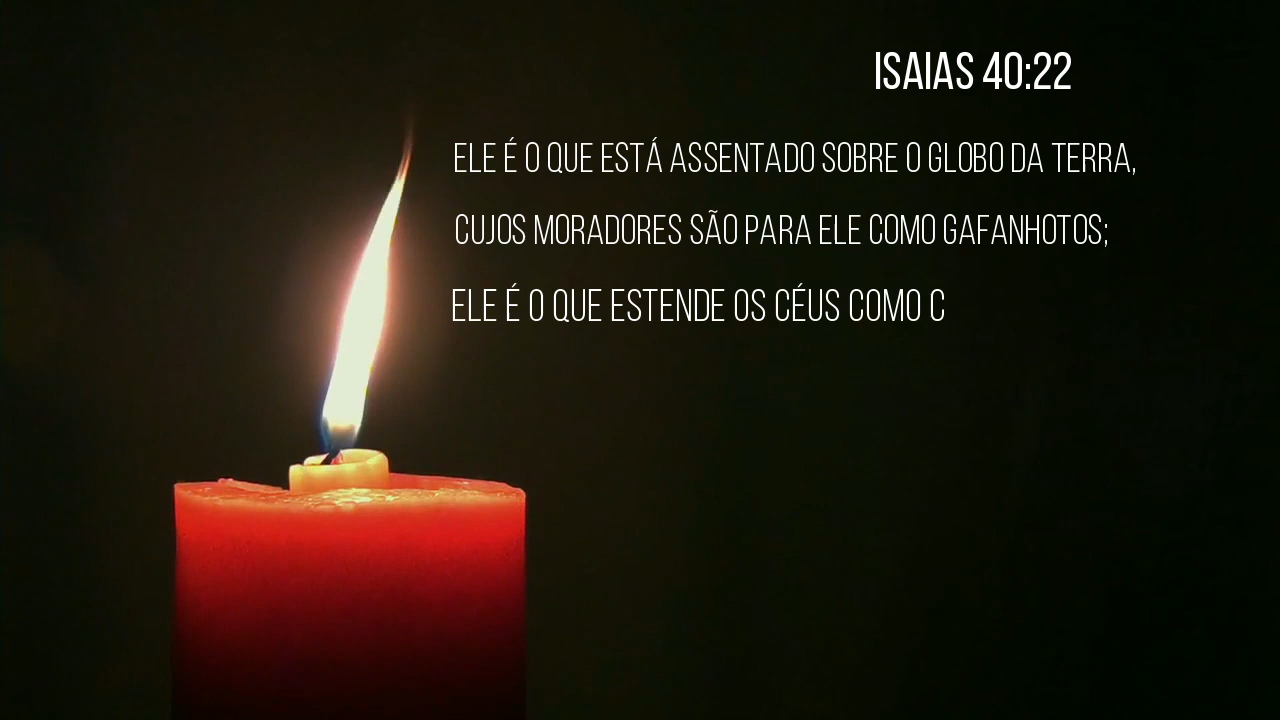 ISAIAS 40:22
ELE É O QUE ESTÁ ASSENTADO SOBRE O GLOBO DA TERRA,
CUJOS MORADORES SÃO PARA ELE COMO GAFANHOTOS;
ELE É O QUE ESTENDE OS CÉUS COMO C